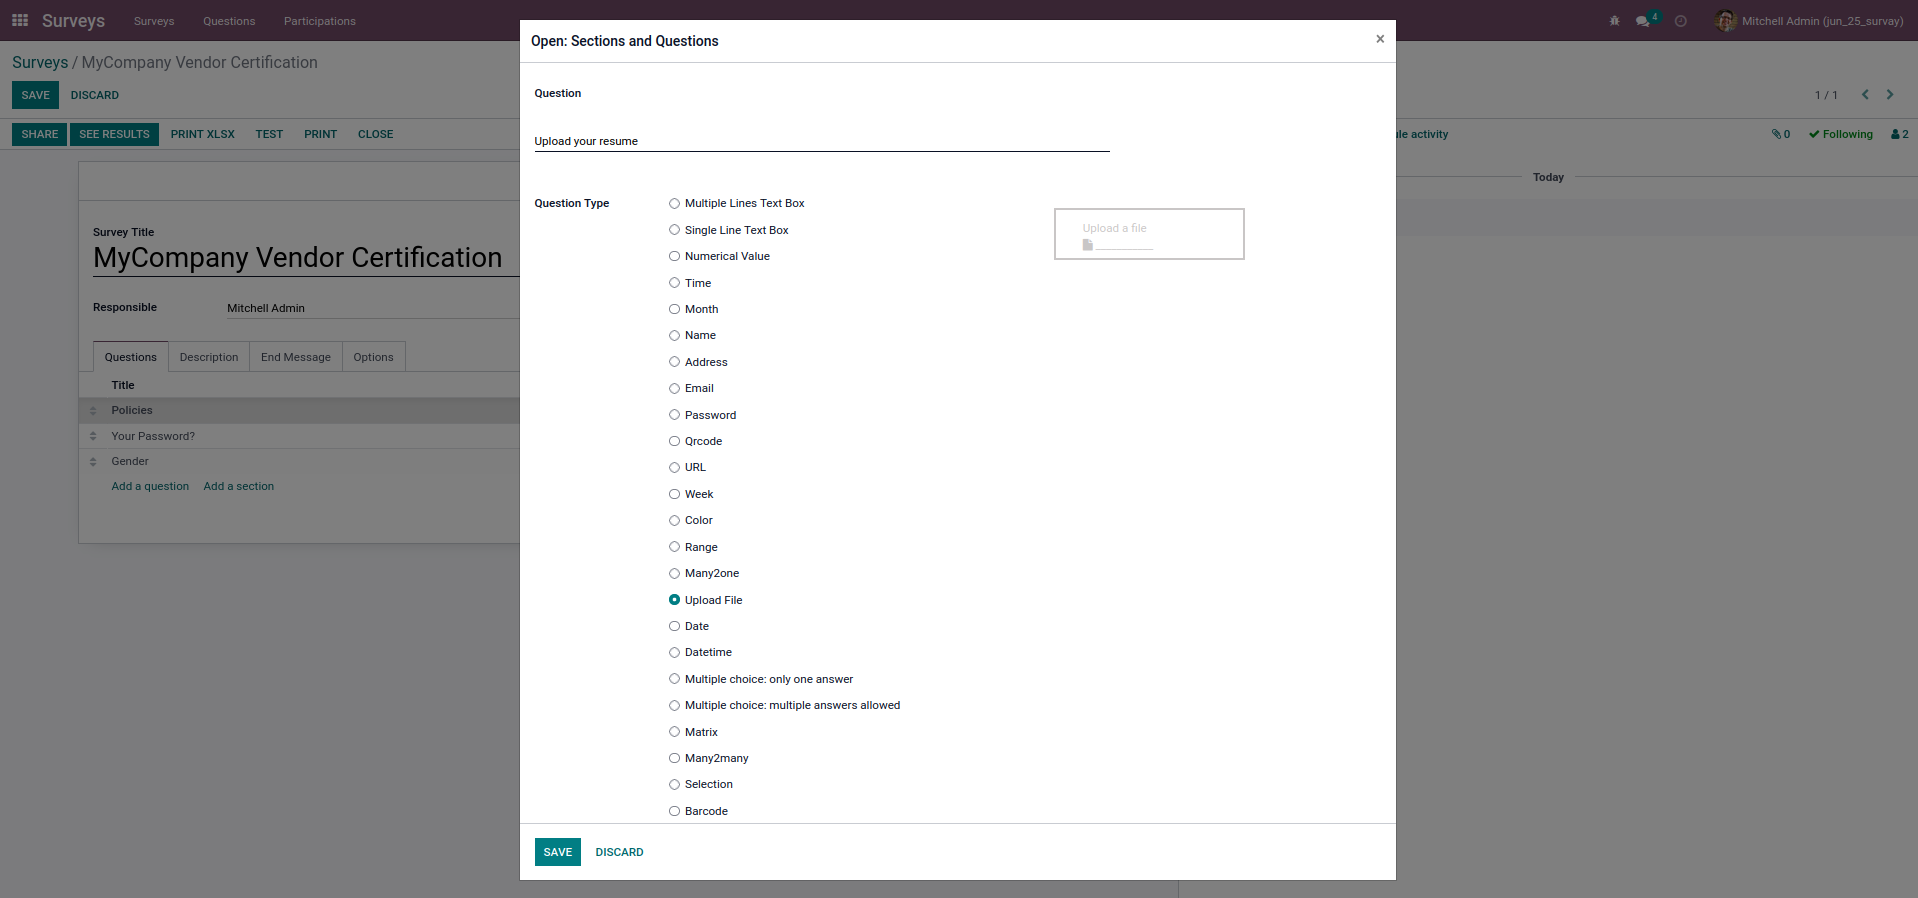 Surveys Surveys Questions Participations 4 Mitchell Admin (jun_25_survay)
Surveys / MyCompany Vendor Certification
SAVE DISCARD 1 / 1
SHARE SEE RESULTS PRINT XLSX TEST PRINT CLOSE activity 0 Following 2
Today
Survey Title
MyCompany Vendor Certification
Responsible Mitchell Admin
Questions Description End Message Options
Title
Policies
Your Password?
Gender
Add a question Add a section
Open: Sections and Questions ×
Question
Upload your resume
Question Type
Multiple Lines Text Box
Single Line Text Box
Numerical Value
Time
Month
Name
Address
Email
Password
Qrcode
URL
Week
Color
Range
Many2one
Upload File
Date
Datetime
Multiple choice: only one answer
Multiple choice: multiple answers allowed
Matrix
Many2many
Selection
Barcode
Upload a file
SAVE DISCARD